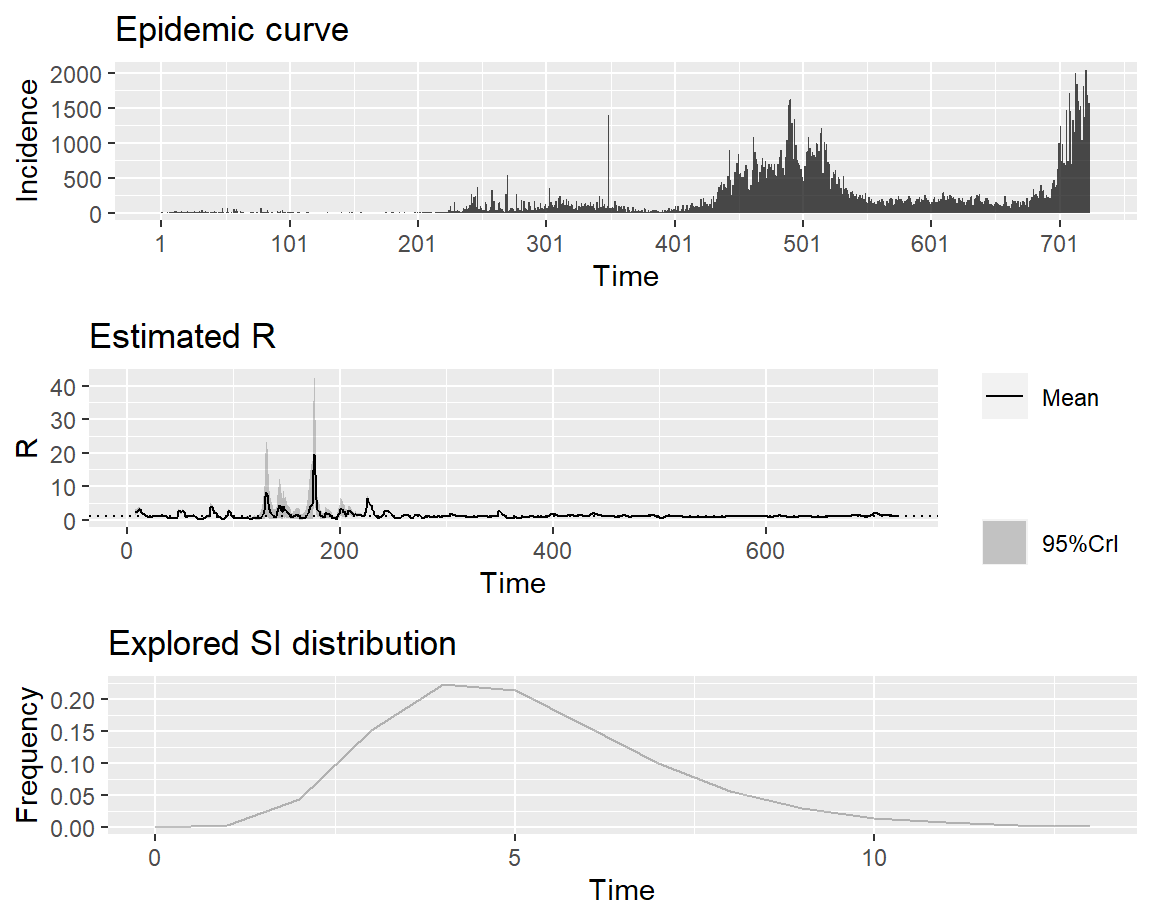 Epidemic curve
2000
1500
1000
500
0
Incidence
1 101 201 301 401 501 601 701
Time
Estimated R
40
30
20
10
0
R
0 200 400 600
Time
Mean
95%CrI
Explored SI distribution
0.20
0.15
0.10
0.05
0.00
Frequency
0 5 10
Time